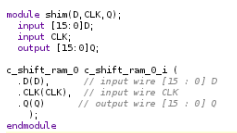 module shim(D,CLK,Q);
input [15:0]D;
input CLK;
output [15:0]Q;
c_shift_ram_0 c_shift_ram_0_i (
.D(D), // input wire [15 : 0] D
.CLK(CLK), // input wire CLK
.Q(Q) // output wire [15 : 0] Q
);
endmodule